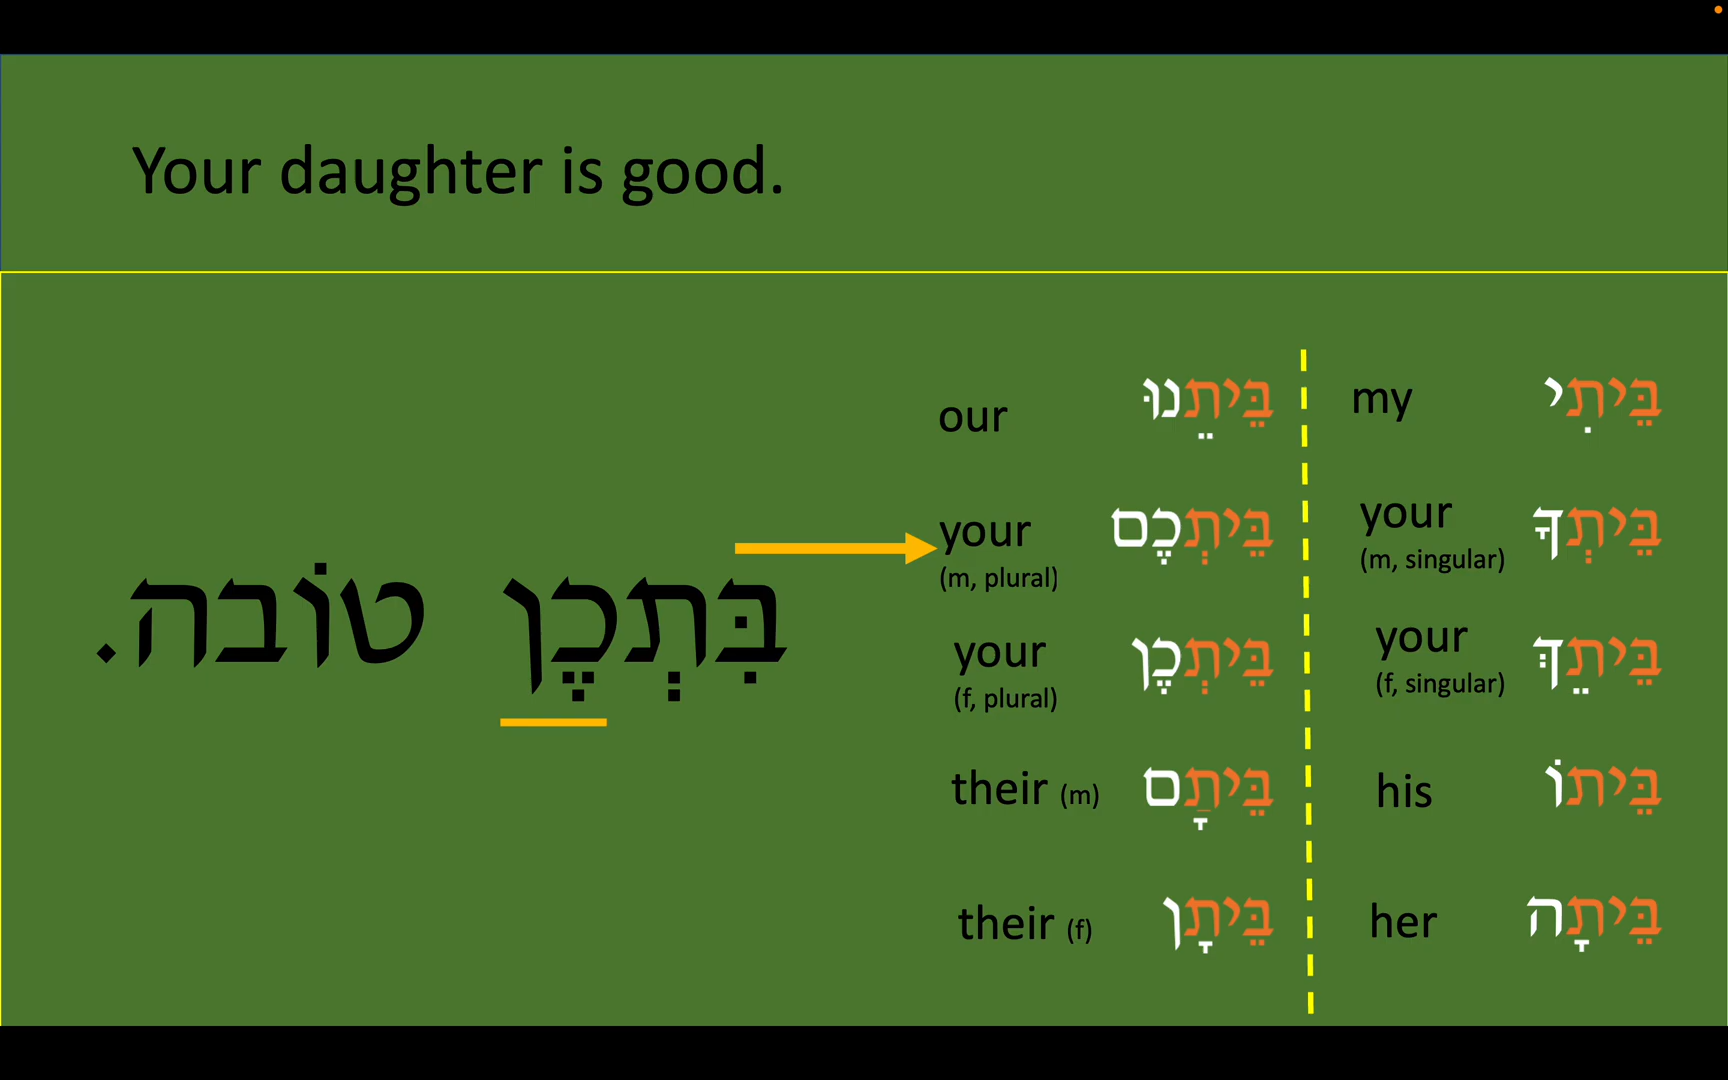 Your daughter is good.
בִּתְכֶן טוֹבה.
our בֵּיתֵנוּ
my בֵּיתִי
your בֵּיתְכֶם
(m, plural)
your בֵּיתְךָ
(m, singular)
your בֵּיתְכֶן
(f, plural)
your בֵּיתֵךְ
(f, singular)
their (m) בֵּיתָם
his בֵּיתוֹ
their (f) בֵּיתָן
her בֵּיתָה